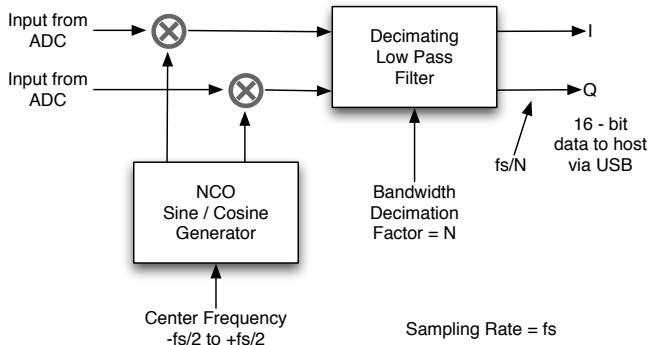 Input from
ADC
Input from
ADC
Decimating
Low Pass
Filter
I
Q
16 - bit
data to host
via USB
fs/N
NCO
Sine / Cosine
Generator
Bandwidth
Decimation
Factor = N
Center Frequency
-fs/2 to +fs/2
Sampling Rate = fs